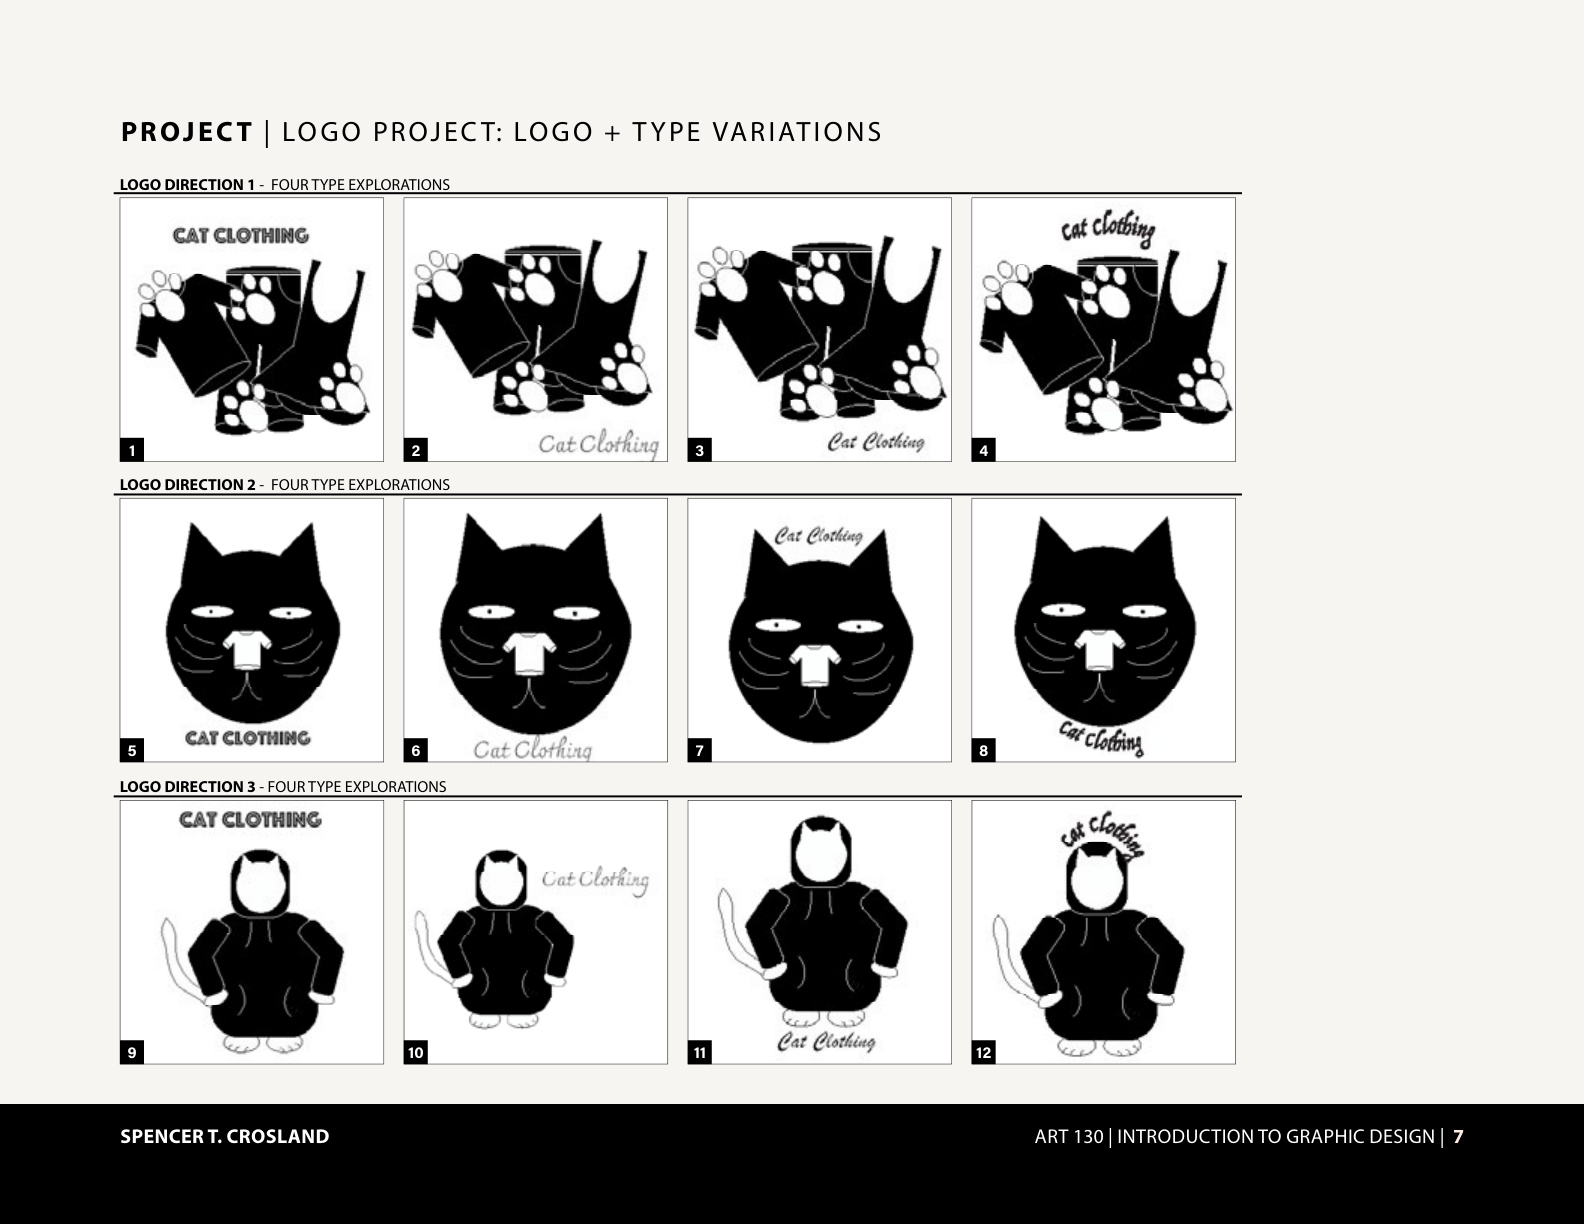 PROJECT | LOGO PROJECT: LOGO + TYPE VARIATIONS
LOGO DIRECTION 1 - FOUR TYPE EXPLORATIONS
CAT CLOTHING
1
Cat Clothing
2
Cat Clothing
3
Cat Clothing
4
LOGO DIRECTION 2 - FOUR TYPE EXPLORATIONS
CAT CLOTHING
5
Cat Clothing
6
Cat Clothing
7
Cat Clothing
8
LOGO DIRECTION 3 - FOUR TYPE EXPLORATIONS
CAT CLOTHING
9
Cat Clothing
10
Cat Clothing
11
Cat Clothing
12
SPENCER T. CROSLAND
ART 130 | INTRODUCTION TO GRAPHIC DESIGN | 7